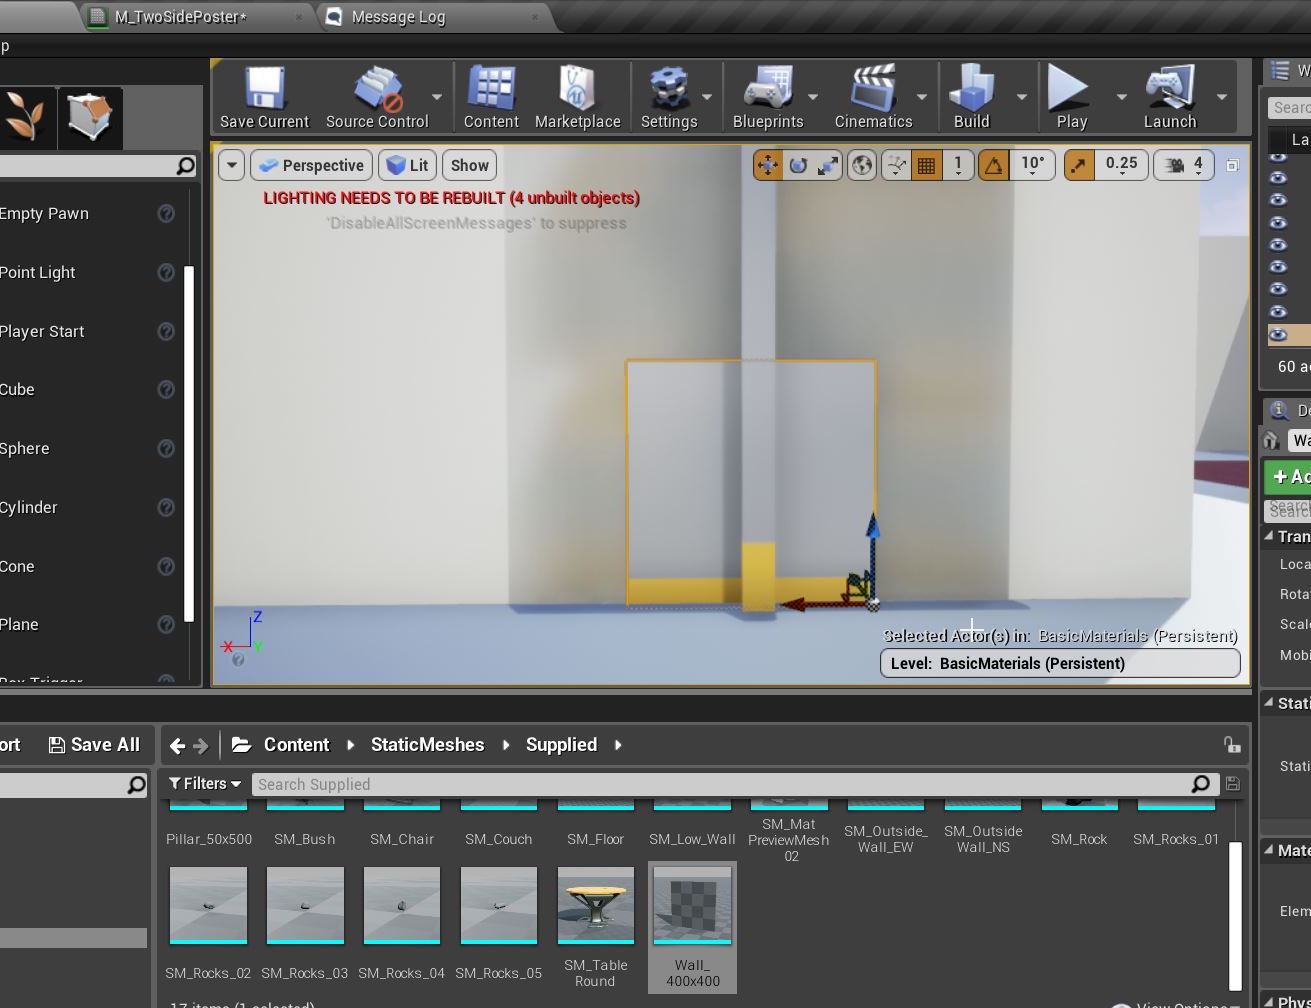 M_TwoSidePoster*
Message Log
p
Save Current
Source Control
Content
Marketplace
Settings
Blueprints
Cinematics
Build
Play
Launch
Perspective
Lit
Show
1
10°
0.25
4
LIGHTING NEEDS TO BE REBUILT (4 unbuilt objects)
'DisableAllScreenMessages' to suppress
Empty Pawn
Point Light
Player Start
Cube
Sphere
Cylinder
Cone
Plane
Box Trigger
Z
X
Y
Selected Actor(s) in: BasicMaterials (Persistent)
Level: BasicMaterials (Persistent)
W
Searc
La
60 a
De
Wa
+ Ad
Searc
Tran
Loca
Rota
Scale
Mobi
Stati
Stati
Mate
Elem
Phys
ort
Save All
Content
StaticMeshes
Supplied
Filters
Search Supplied
Pillar_50x500
SM_Bush
SM_Chair
SM_Couch
SM_Floor
SM_Low_Wall
SM_Mat
PreviewMesh
02
SM_Outside_
Wall_EW
SM_Outside
Wall_NS
SM_Rock
SM_Rocks_01
SM_Rocks_02
SM_Rocks_03
SM_Rocks_04
SM_Rocks_05
SM_Table
Round
Wall_
400x400
17 items (1 selected)
View Options